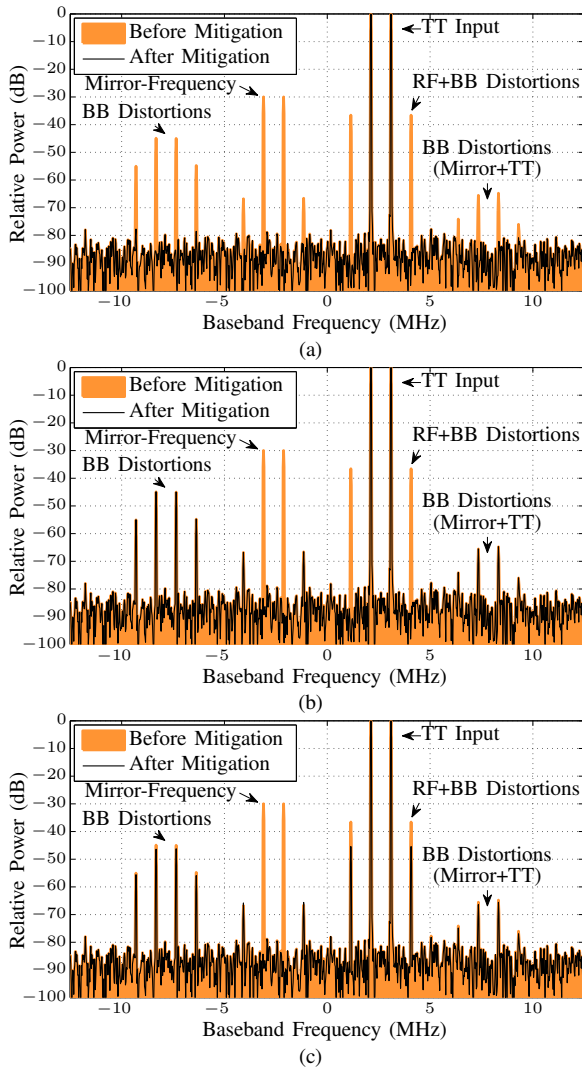 Before Mitigation
After Mitigation
TT Input
Mirror-Frequency
BB Distortions
RF+BB Distortions
BB Distortions
(Mirror+TT)
Relative Power (dB)
0
−10
−20
−30
−40
−50
−60
−70
−80
−90
−100
−10
−5
0
5
10
Baseband Frequency (MHz)
(a)
Before Mitigation
After Mitigation
TT Input
Mirror-Frequency
BB Distortions
RF+BB Distortions
BB Distortions
(Mirror+TT)
Relative Power (dB)
0
−10
−20
−30
−40
−50
−60
−70
−80
−90
−100
−10
−5
0
5
10
Baseband Frequency (MHz)
(b)
Before Mitigation
After Mitigation
TT Input
Mirror-Frequency
BB Distortions
RF+BB Distortions
BB Distortions
(Mirror+TT)
Relative Power (dB)
0
−10
−20
−30
−40
−50
−60
−70
−80
−90
−100
−10
−5
0
5
10
Baseband Frequency (MHz)
(c)